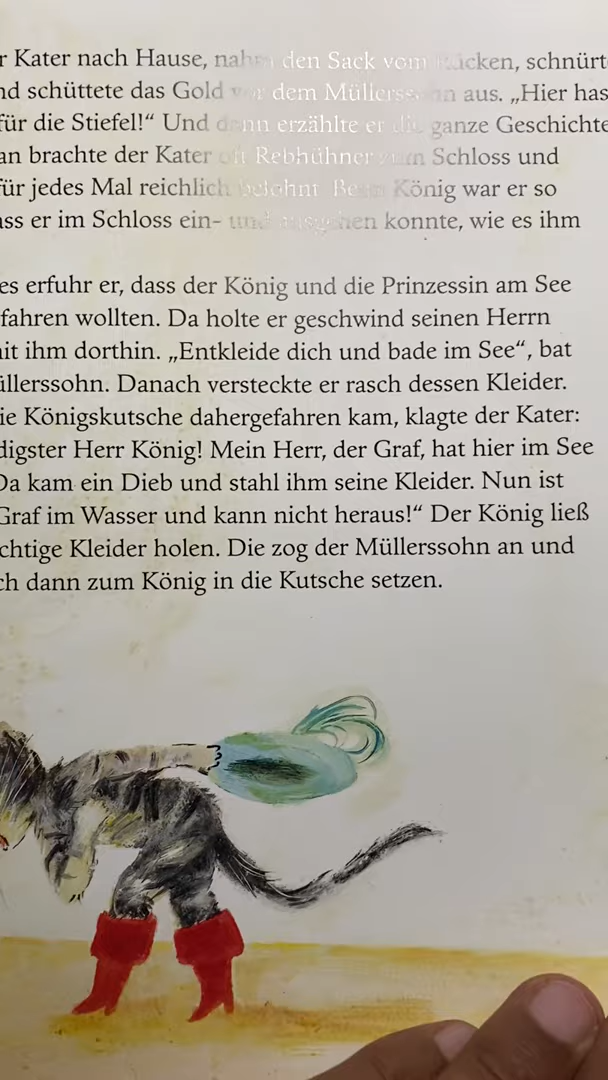 r Kater nach Hause, nahm den Sack vom Rücken, schnürt
nd schüttete das Gold vor dem Müllerssohn aus. „Hier has
für die Stiefel!“ Und dann erzählte er die ganze Geschichte
an brachte der Kater oft Rebhühner zum Schloss und
für jedes Mal reichlich belohnt. Beim König war er so
ass er im Schloss ein- und ausgehen konnte, wie es ihm
es erfuhr er, dass der König und die Prinzessin am See
fahren wollten. Da holte er geschwind seinen Herrn
it ihm dorthin. „Entkleide dich und bade im See“, bat
üllerssohn. Danach versteckte er rasch dessen Kleider.
ie Königskutsche dahergefahren kam, klagte der Kater:
digster Herr König! Mein Herr, der Graf, hat hier im See
Da kam ein Dieb und stahl ihm seine Kleider. Nun ist
Graf im Wasser und kann nicht heraus!“ Der König ließ
chtige Kleider holen. Die zog der Müllerssohn an und
ch dann zum König in die Kutsche setzen.